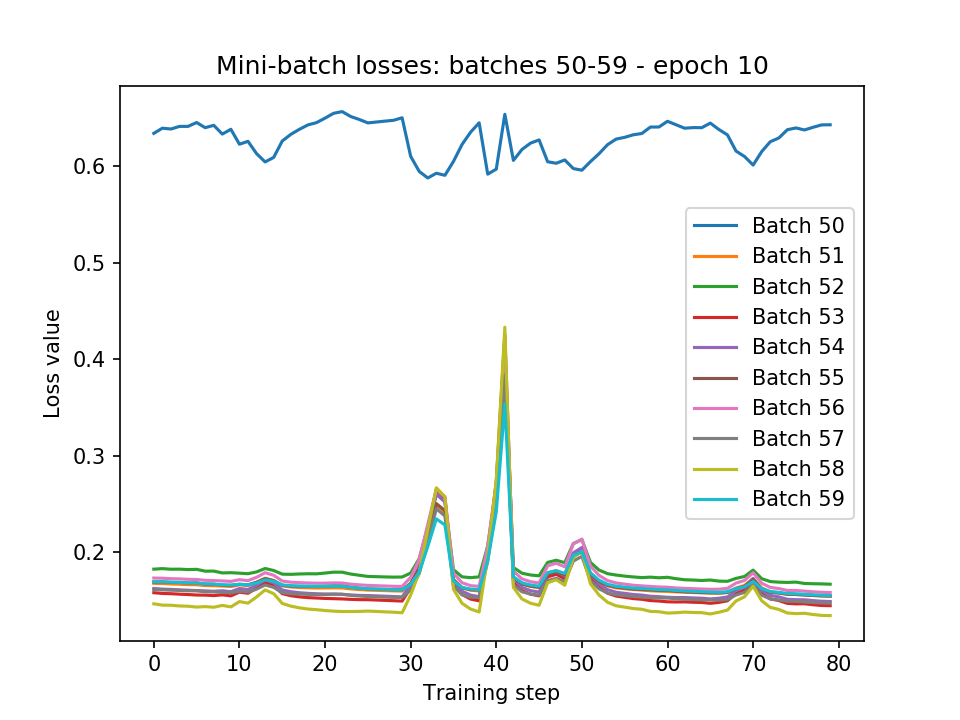 Mini-batch losses: batches 50-59 - epoch 10
Loss value
0.6
0.5
0.4
0.3
0.2
Batch 50
Batch 51
Batch 52
Batch 53
Batch 54
Batch 55
Batch 56
Batch 57
Batch 58
Batch 59
0 10 20 30 40 50 60 70 80
Training step